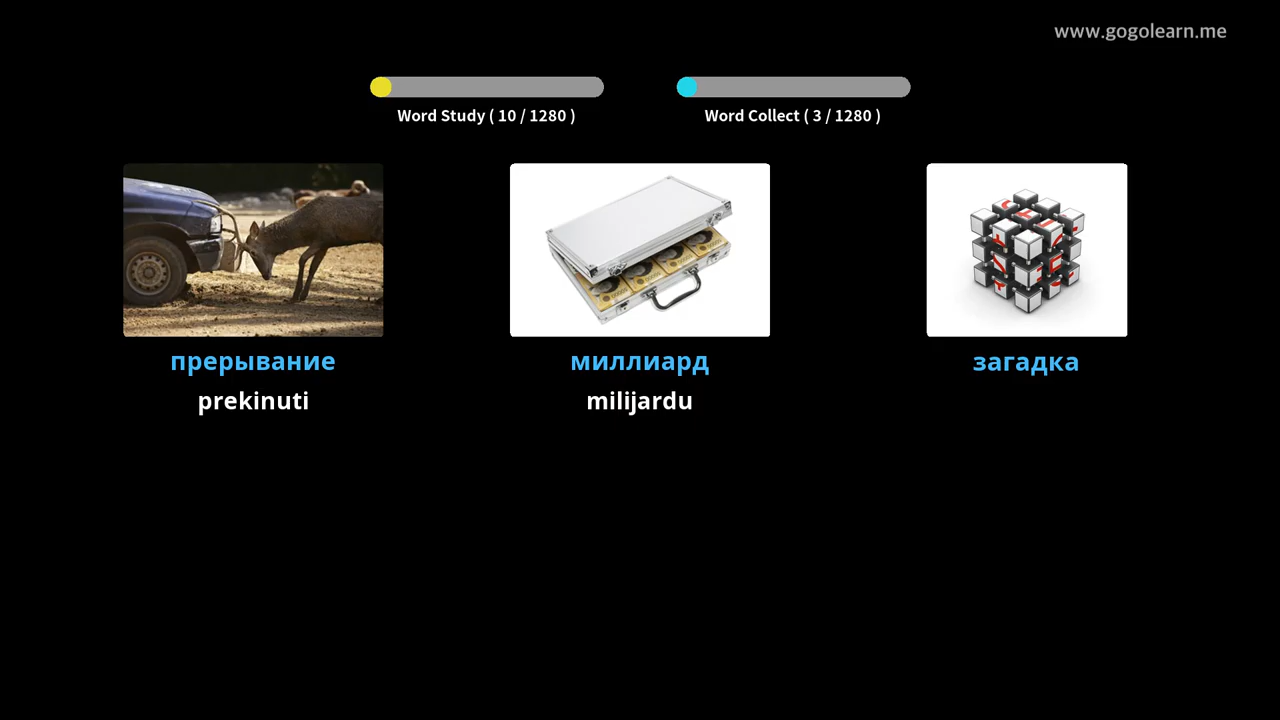 www.gogolearn.me
Word Study ( 10 / 1280 )
Word Collect ( 3 / 1280 )
прерывание
миллиард
загадка
prekinuti
milijardu